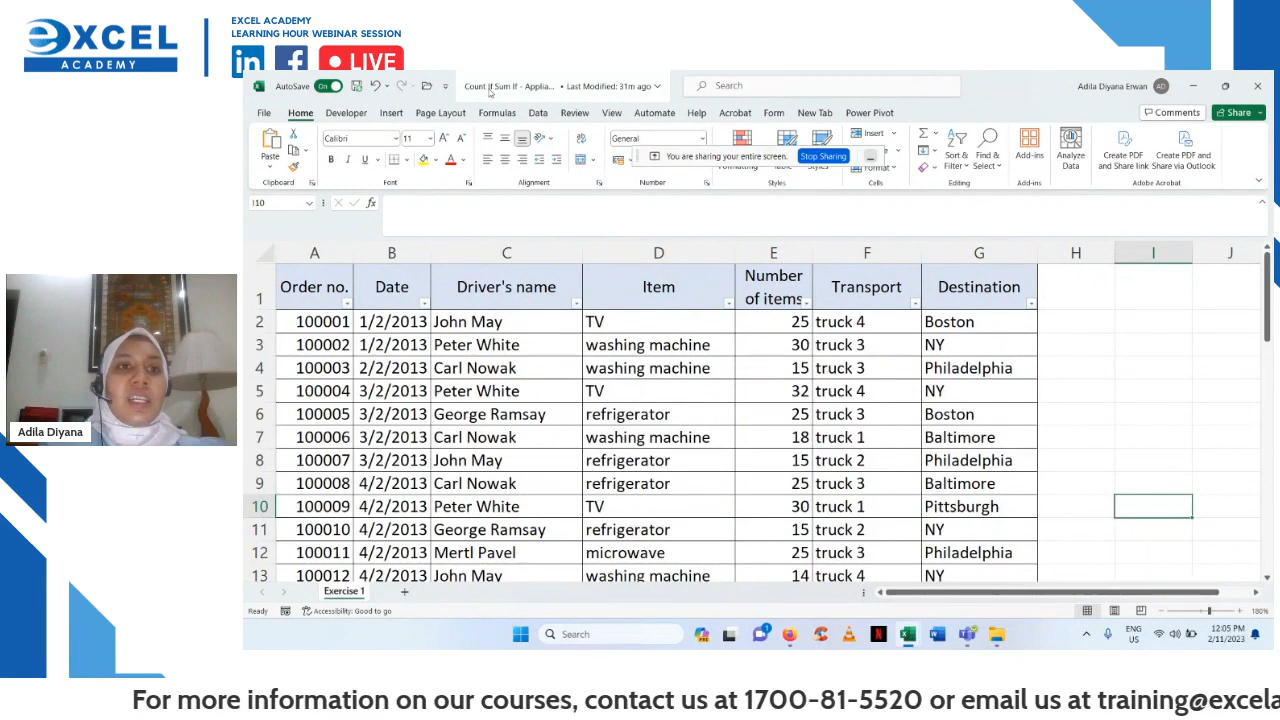 EXCEL
ACADEMY
EXCEL ACADEMY
LEARNING HOUR WEBINAR SESSION
in
LIVE
AutoSave On
Count If Sum If - Applia... • Last Modified: 31m ago
Search
Adila Diyana Erwan AD
File Home Developer Insert Page Layout Formulas Data Review View Automate Help Acrobat Form New Tab Power Pivot
Comments Share
Paste
Calibri 11
General
You are sharing your entire screen. Stop Sharing
Insert
Format
Sort & Filter
Find & Select
Add-ins
Analyze Data
Create PDF and Share link
Create PDF and Share via Outlook
Clipboard Font Alignment Number Styles Cells Editing Add-ins Adobe Acrobat
I10
fx
A B C D E F G H I J
1 Order no. Date Driver's name Item Number of items Transport Destination
2 100001 1/2/2013 John May TV 25 truck 4 Boston
3 100002 1/2/2013 Peter White washing machine 30 truck 3 NY
4 100003 2/2/2013 Carl Nowak washing machine 15 truck 3 Philadelphia
5 100004 3/2/2013 Peter White TV 32 truck 4 NY
6 100005 3/2/2013 George Ramsay refrigerator 25 truck 3 Boston
7 100006 3/2/2013 Carl Nowak washing machine 18 truck 1 Baltimore
8 100007 3/2/2013 John May refrigerator 15 truck 2 Philadelphia
9 100008 4/2/2013 Carl Nowak refrigerator 25 truck 3 Baltimore
10 100009 4/2/2013 Peter White TV 30 truck 1 Pittsburgh
11 100010 4/2/2013 George Ramsay refrigerator 15 truck 2 NY
12 100011 4/2/2013 Mertl Pavel microwave 25 truck 3 Philadelphia
13 100012 4/2/2013 John May washing machine 14 truck 4 NY
Adila Diyana
Exercise 1
Ready Accessibility: Good to go 180%
Search
ENG
US
12:05 PM
2/11/2023
For more information on our courses, contact us at 1700-81-5520 or email us at training@excela